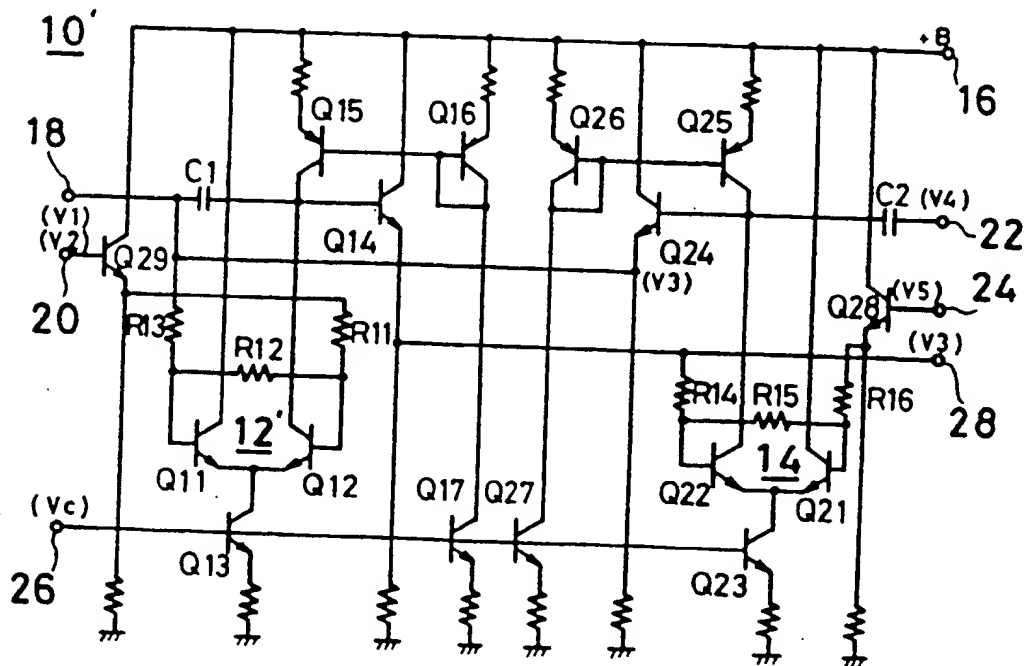 10'
+B
16
Q15
Q16
Q26
Q25
18
C1
C2
(V4)
(V1)
(V2)
22
Q14
Q24
Q29
(V3)
(V5)
24
20
Q28
(V3)
R13
R12
R11
R14
R15
R16
28
12'
14
Q11
Q12
Q17
Q27
Q22
Q21
(Vc)
26
Q13
Q23